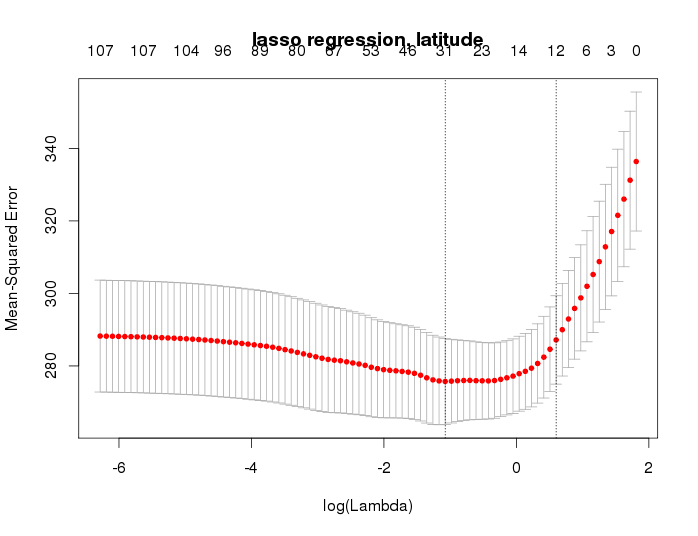 lasso regression, latitude
107 107 104 96 89 80 67 53 46 31 23 14 12 6 3 0
Mean-Squared Error
340
320
300
280
-6 -4 -2 0 2
log(Lambda)